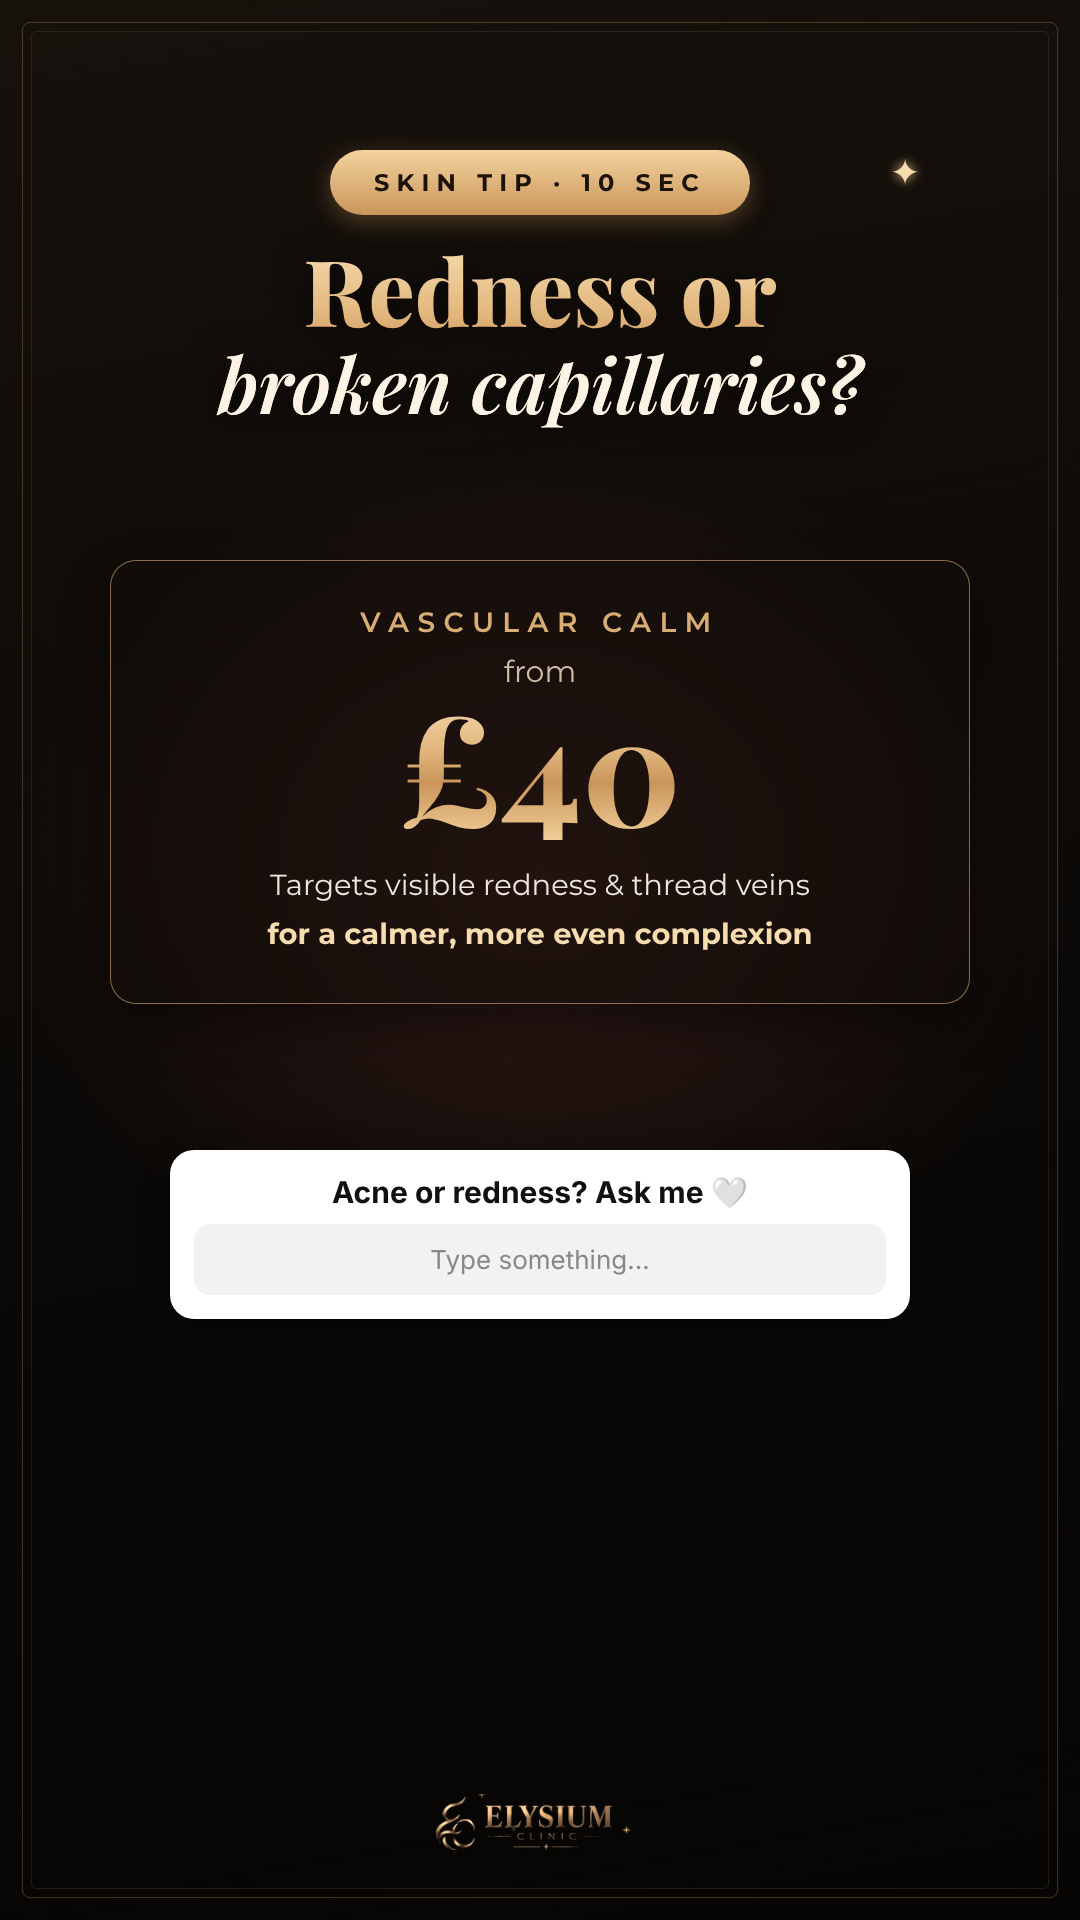 SKIN TIP · 10 SEC
Redness or
broken capillaries?
VASCULAR CALM
from
£40
Targets visible redness & thread veins
for a calmer, more even complexion
Acne or redness? Ask me 🤍
Type something...
ELYSIUM
CLINIC